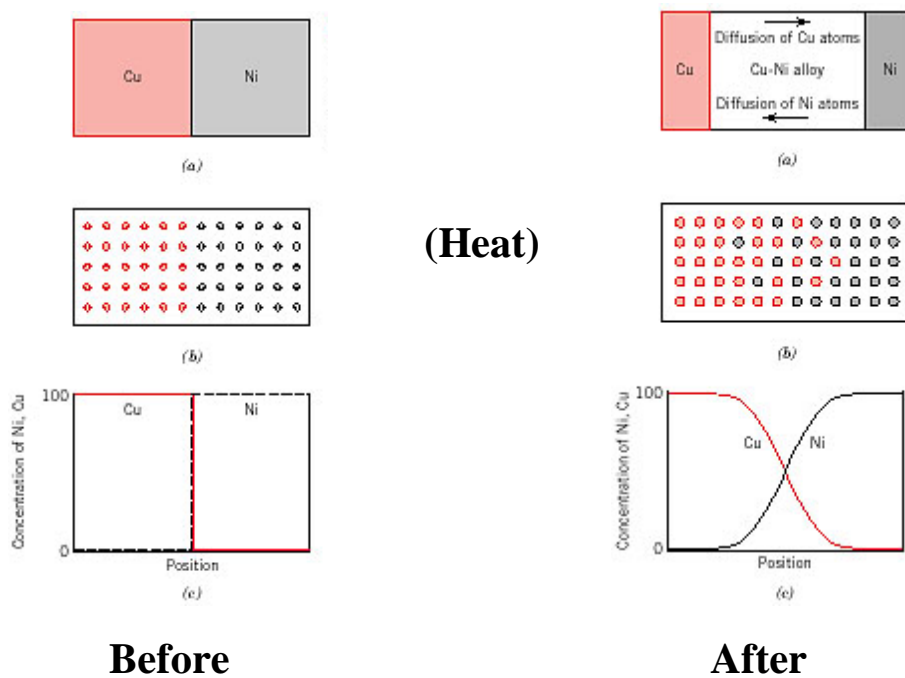 Cu
Ni
(a)
(b)
100
Cu
Ni
Concentration of Ni, Cu
0
Position
(c)
Before
(Heat)
Diffusion of Cu atoms
Cu
Cu-Ni alloy
Ni
Diffusion of Ni atoms
(a)
(b)
100
Cu
Ni
Concentration of Ni, Cu
0
Position
(c)
After